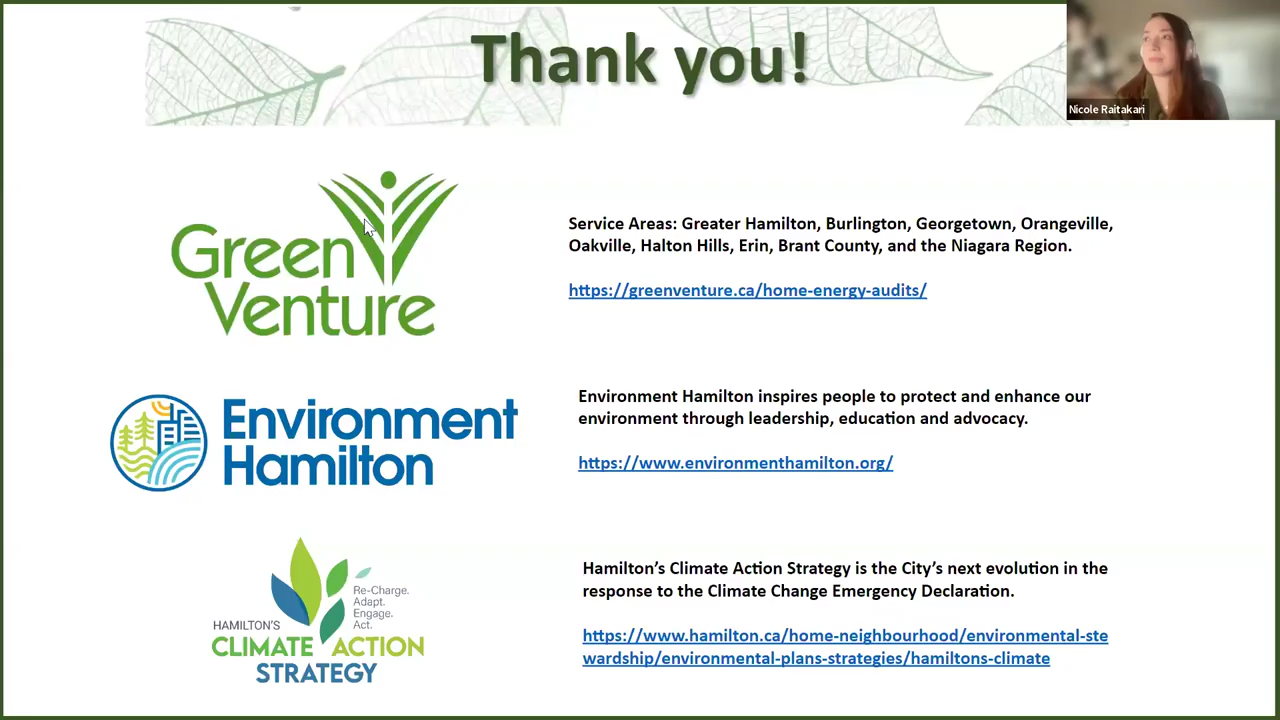 Thank you!
Nicole Raitakari
Green
Venture
Service Areas: Greater Hamilton, Burlington, Georgetown, Orangeville,
Oakville, Halton Hills, Erin, Brant County, and the Niagara Region.
https://greenventure.ca/home-energy-audits/
Environment
Hamilton
Environment Hamilton inspires people to protect and enhance our
environment through leadership, education and advocacy.
https://www.environmenthamilton.org/
Re-Charge.
Adapt.
Engage.
Act.
HAMILTON'S
CLIMATE ACTION
STRATEGY
Hamilton’s Climate Action Strategy is the City’s next evolution in the
response to the Climate Change Emergency Declaration.
https://www.hamilton.ca/home-neighbourhood/environmental-ste
wardship/environmental-plans-strategies/hamiltons-climate